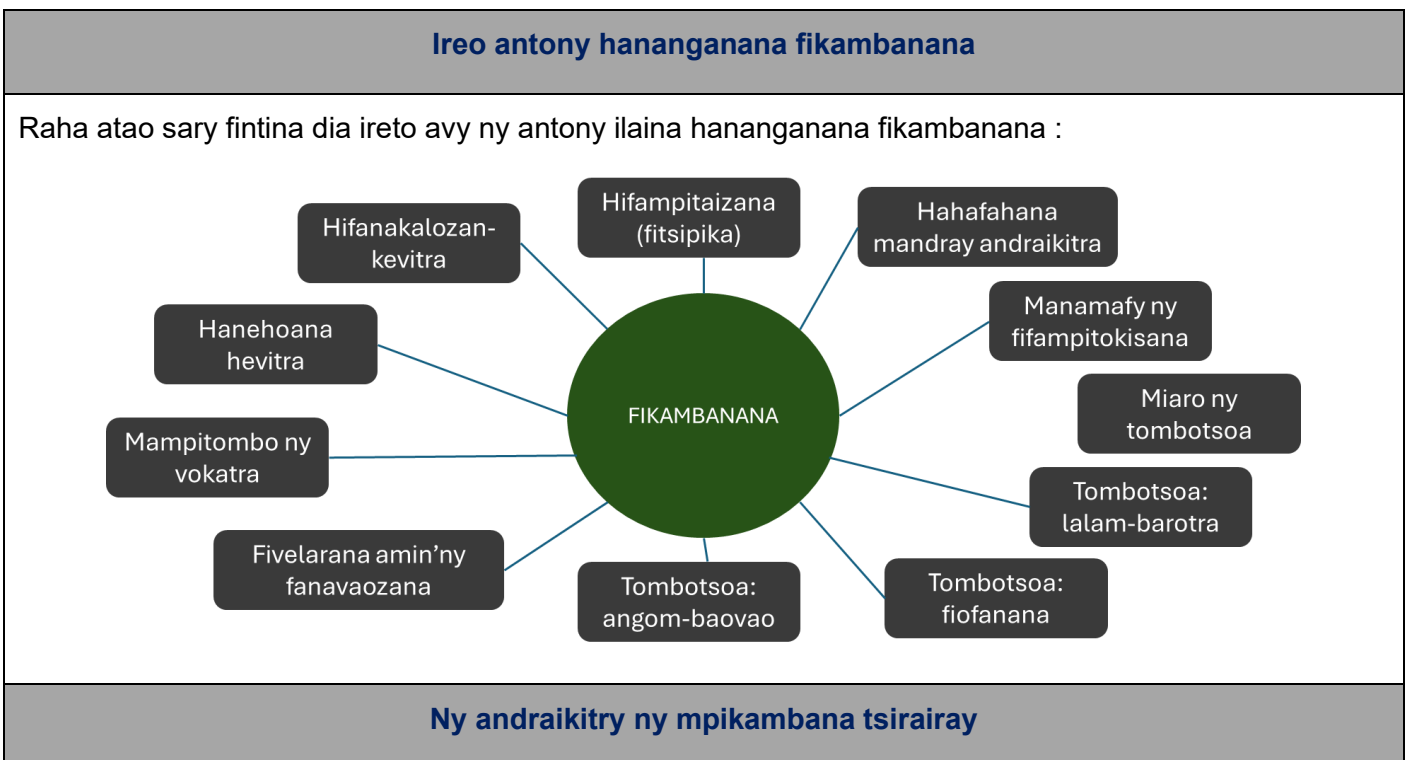 Ireo antony hananganana fikambanana
Raha atao sary fintina dia ireto avy ny antony ilaina hananganana fikambanana :
Hifampitaizana
(fitsipika)
Hahafahana
mandray andraikitra
Hifanakalozan-
kevitra
Manamafy ny
fifampitokisana
Hanehoana
hevitra
Miaro ny
tombotsoa
FIKAMBANANA
Mampitombo ny
vokatra
Tombotsoa:
lalam-barotra
Fivelarana amin’ny
fanavaozana
Tombotsoa:
angom-baovao
Tombotsoa:
fiofanana
Ny andraikitry ny mpikambana tsirairay